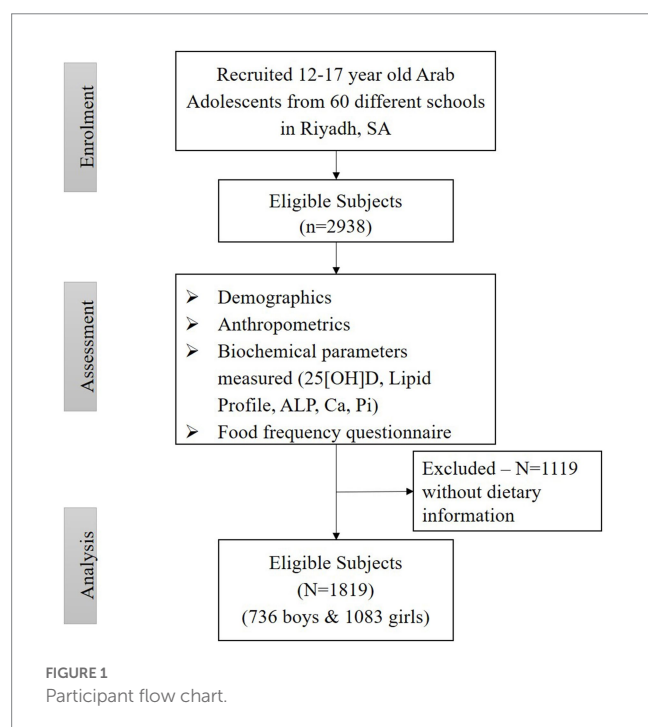 Enrolment
Recruited 12-17 year old Arab
Adolescents from 60 different schools
in Riyadh, SA
Eligible Subjects
(n=2938)
Assessment
➢ Demographics
➢ Anthropometrics
➢ Biochemical parameters
measured (25[OH]D, Lipid
Profile, ALP, Ca, Pi)
➢ Food frequency questionnaire
Excluded – N=1119
without dietary
information
Analysis
Eligible Subjects
(N=1819)
(736 boys & 1083 girls)
FIGURE 1
Participant flow chart.